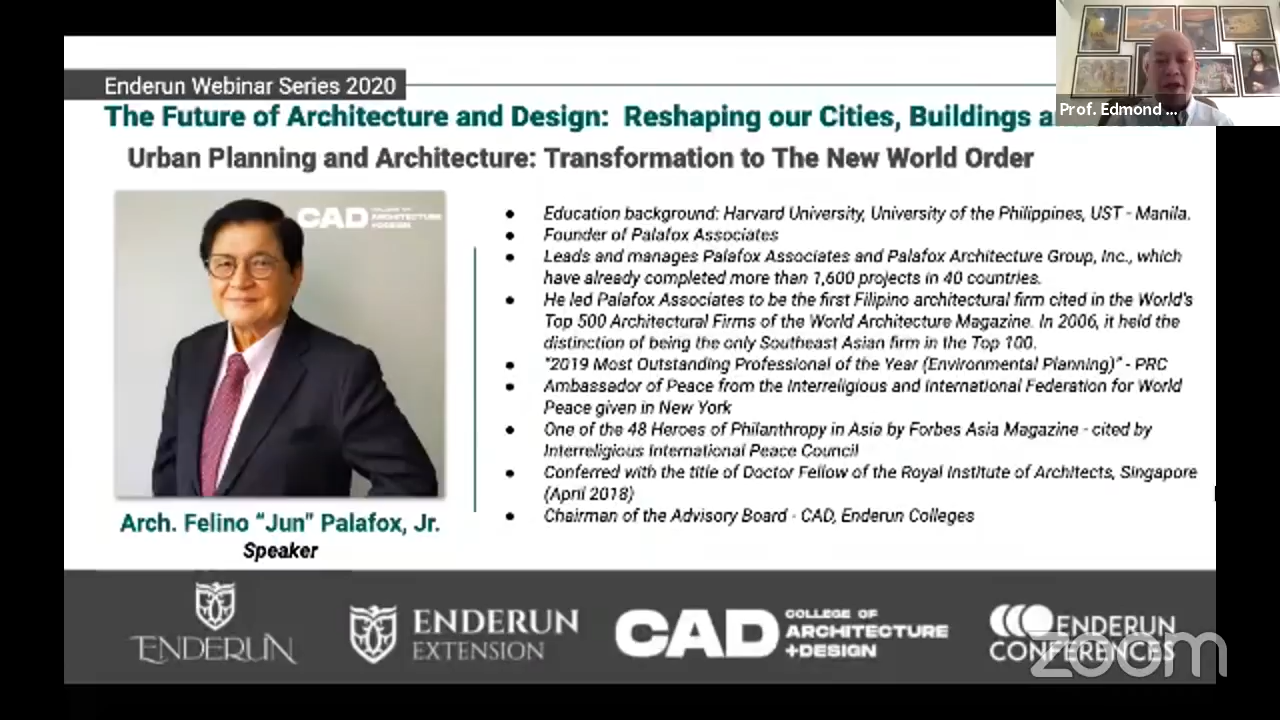 Prof. Edmond ...
Enderun Webinar Series 2020
The Future of Architecture and Design: Reshaping our Cities, Buildings a
Urban Planning and Architecture: Transformation to The New World Order
CAD COLLEGE OF
ARCHITECTURE
+DESIGN
● Education background: Harvard University, University of the Philippines, UST - Manila.
● Founder of Palafox Associates
● Leads and manages Palafox Associates and Palafox Architecture Group, Inc., which
have already completed more than 1,600 projects in 40 countries.
● He led Palafox Associates to be the first Filipino architectural firm cited in the World's
Top 500 Architectural Firms of the World Architecture Magazine. In 2006, it held the
distinction of being the only Southeast Asian firm in the Top 100.
● "2019 Most Outstanding Professional of the Year (Environmental Planning)" - PRC
● Ambassador of Peace from the Interreligious and International Federation for World
Peace given in New York
● One of the 48 Heroes of Philanthropy in Asia by Forbes Asia Magazine - cited by
Interreligious International Peace Council
● Conferred with the title of Doctor Fellow of the Royal Institute of Architects, Singapore
(April 2018)
● Chairman of the Advisory Board - CAD, Enderun Colleges
Arch. Felino “Jun” Palafox, Jr.
Speaker
ENDERUN
ENDERUN
EXTENSION
CAD COLLEGE OF
ARCHITECTURE
+DESIGN
ENDERUN
CONFERENCES
zoom